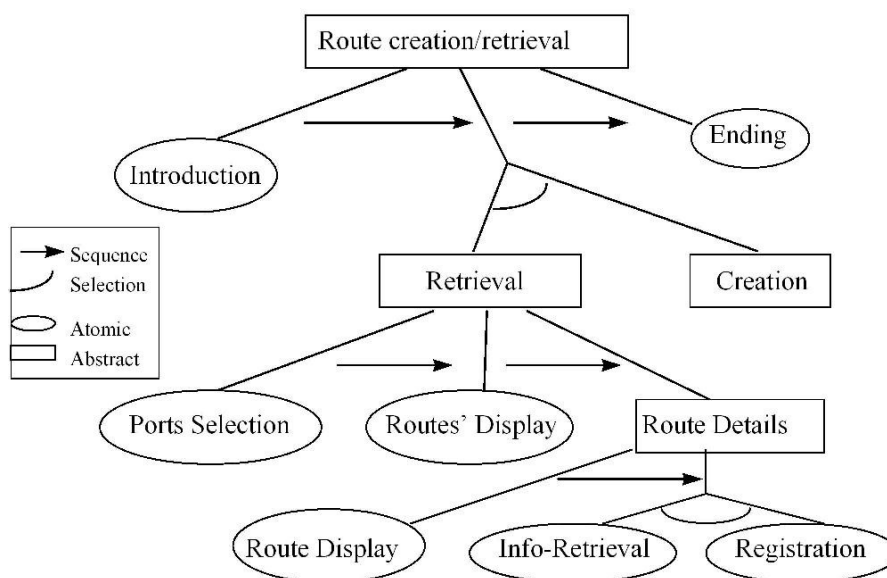 Route creation/retrieval
Introduction
Ending
Sequence
Selection
Atomic
Abstract
Retrieval
Creation
Ports Selection
Routes’ Display
Route Details
Route Display
Info-Retrieval
Registration